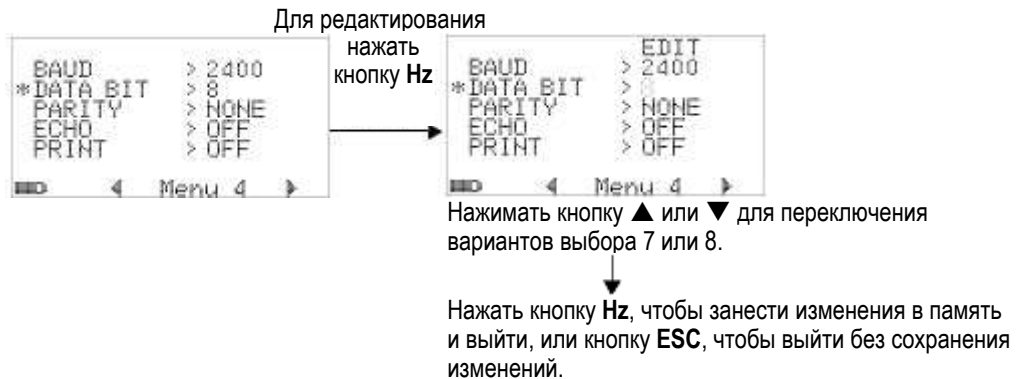 Для редактирования
нажать
кнопку Hz
BAUD > 2400
*DATA BIT > 8
PARITY > NONE
ECHO > OFF
PRINT > OFF
Menu 4
EDIT
BAUD > 2400
*DATA BIT > 8
PARITY > NONE
ECHO > OFF
PRINT > OFF
Menu 4
Нажимать кнопку ▲ или ▼ для переключения
вариантов выбора 7 или 8.
Нажать кнопку Hz, чтобы занести изменения в память
и выйти, или кнопку ESC, чтобы выйти без сохранения
изменений.